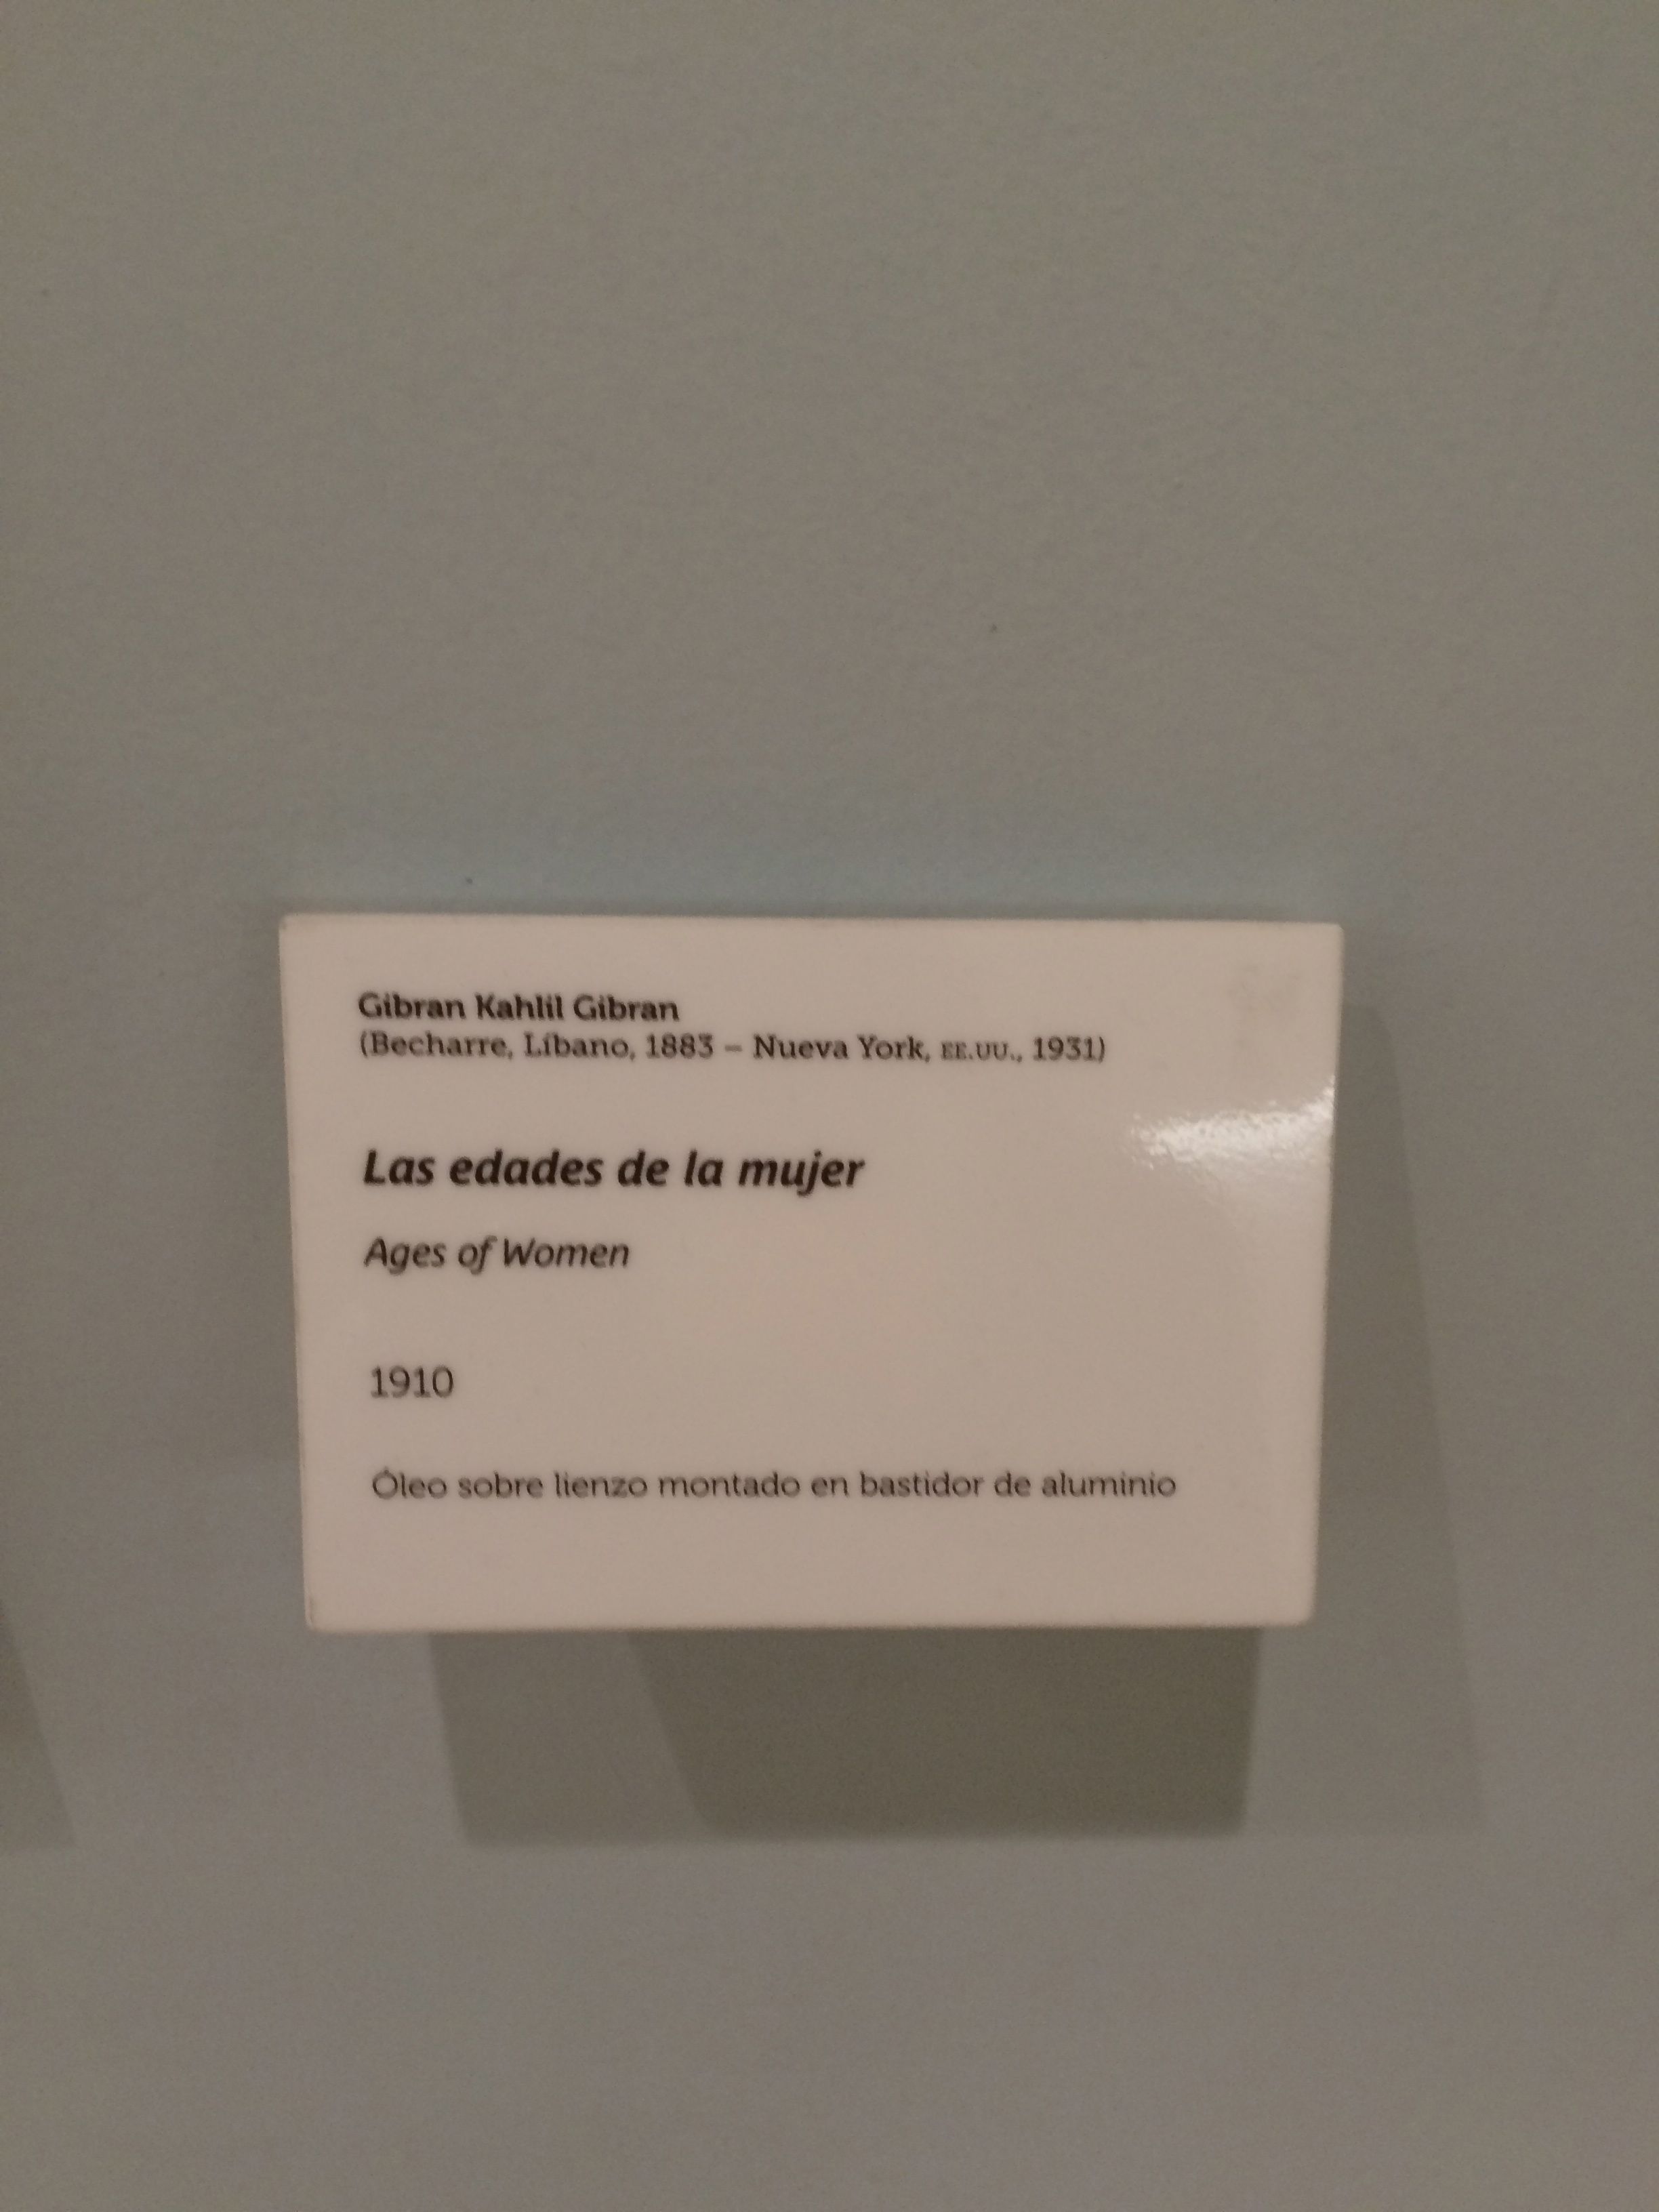 Gibran Kahlil Gibran
(Becharre, Líbano, 1883 – Nueva York, EE.UU., 1931)
Las edades de la mujer
Ages of Women
1910
Óleo sobre lienzo montado en bastidor de aluminio